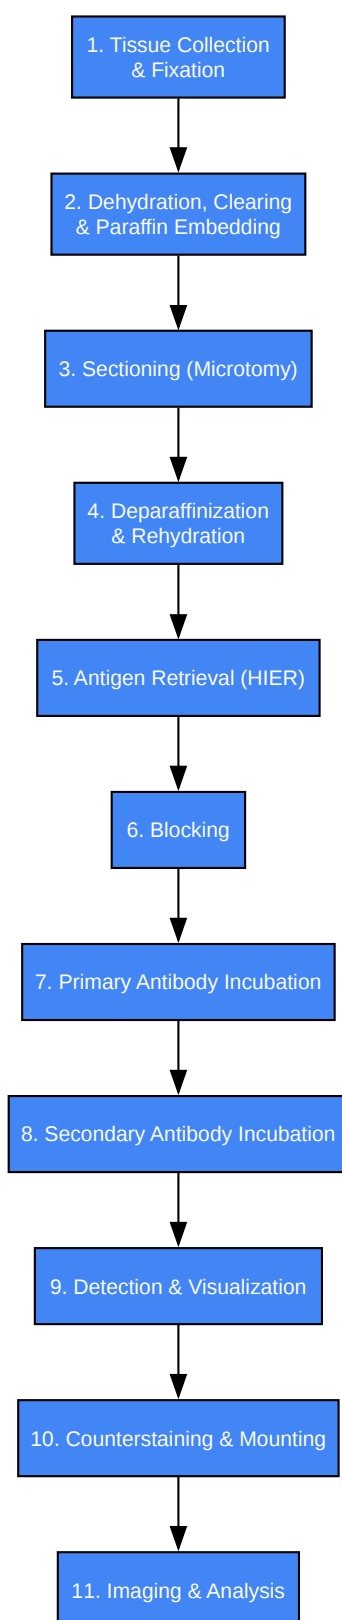 1. Tissue Collection
& Fixation
2. Dehydration, Clearing
& Paraffin Embedding
3. Sectioning (Microtomy)
4. Deparaffinization
& Rehydration
5. Antigen Retrieval (HIER)
6. Blocking
7. Primary Antibody Incubation
8. Secondary Antibody Incubation
9. Detection & Visualization
10. Counterstaining & Mounting
11. Imaging & Analysis